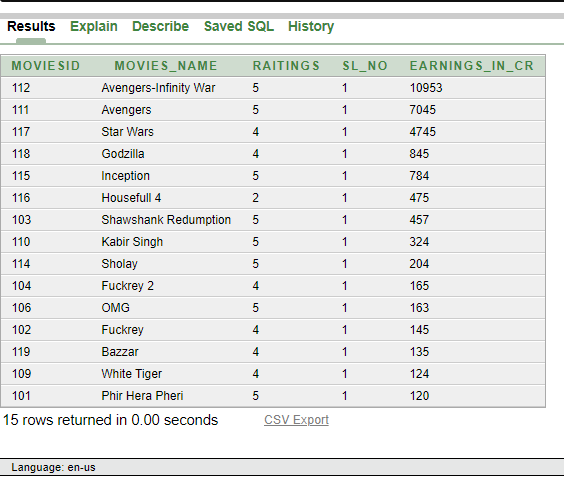 Results Explain Describe Saved SQL History
MOVIESID MOVIES_NAME RAITINGS SL_NO EARNINGS_IN_CR
112 Avengers-Infinity War 5 1 10953
111 Avengers 5 1 7045
117 Star Wars 4 1 4745
118 Godzilla 4 1 845
115 Inception 5 1 784
116 Housefull 4 2 1 475
103 Shawshank Redumption 5 1 457
110 Kabir Singh 5 1 324
114 Sholay 5 1 204
104 Fuckrey 2 4 1 165
106 OMG 5 1 163
102 Fuckrey 4 1 145
119 Bazzar 4 1 135
109 White Tiger 4 1 124
101 Phir Hera Pheri 5 1 120
15 rows returned in 0.00 seconds CSV Export
Language: en-us